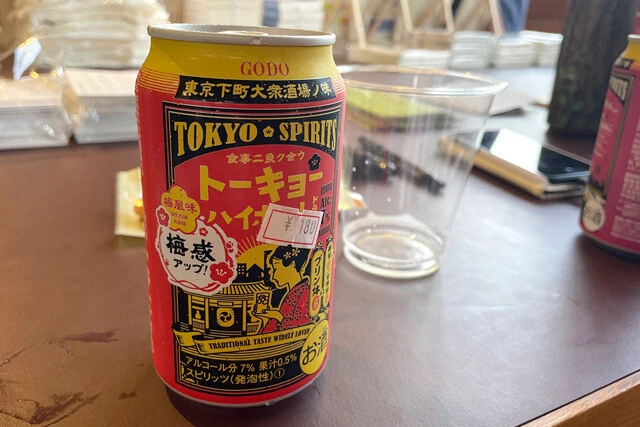 GODO
東京下町大衆酒場ノ味
TOKYO SPIRITS
食事ニ良ク合ウ
トーキョー
ハイ
梅風味
¥180
梅感
アップ!
TRADITIONAL TASTE WIDELY LOVED
お酒
アルコール分 7% 果汁0.5%
スピリッツ(発泡性)①